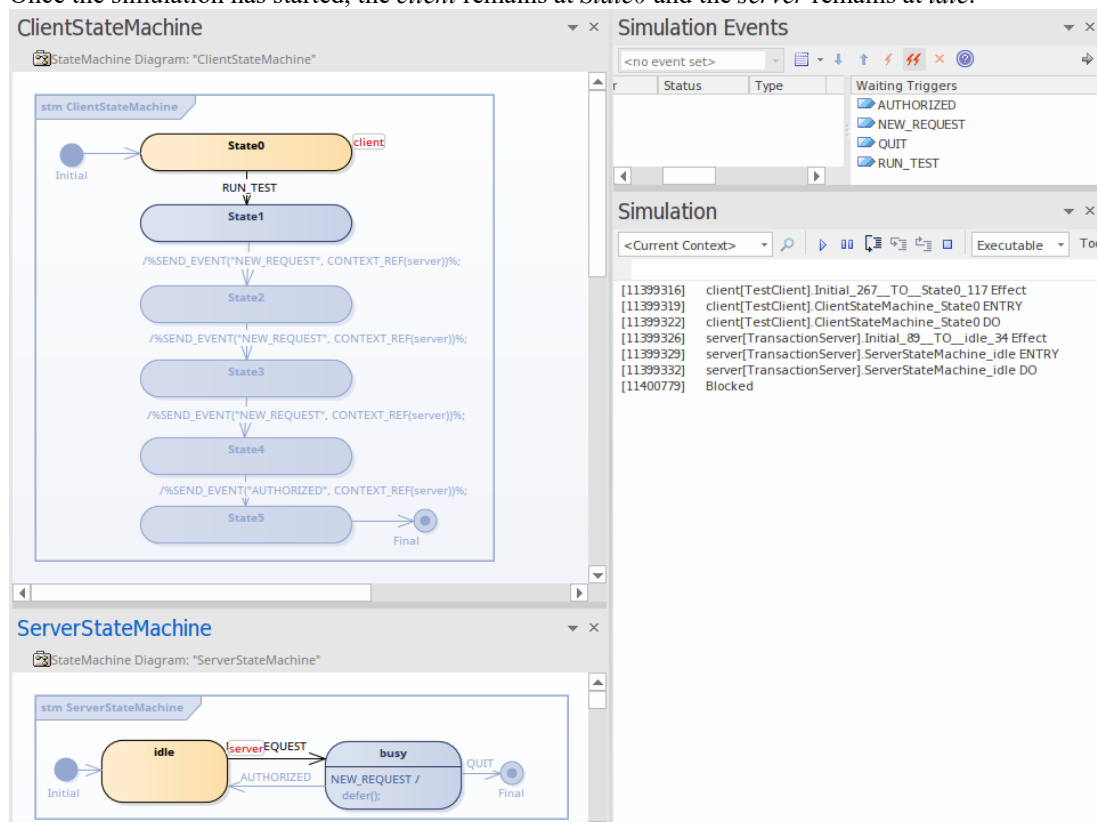 Once the simulation has started, the client remains at State0 and the server remains at idle.
ClientStateMachine
StateMachine Diagram: "ClientStateMachine"
stm ClientStateMachine
Initial
State0
client
RUN_TEST
State1
/%SEND_EVENT("NEW_REQUEST", CONTEXT_REF(server))%;
State2
/%SEND_EVENT("NEW_REQUEST", CONTEXT_REF(server))%;
State3
/%SEND_EVENT("NEW_REQUEST", CONTEXT_REF(server))%;
State4
/%SEND_EVENT("AUTHORIZED", CONTEXT_REF(server))%;
State5
Final
ServerStateMachine
StateMachine Diagram: "ServerStateMachine"
stm ServerStateMachine
Initial
idle
server
EQUEST
AUTHORIZED
busy
NEW_REQUEST /
defer();
QUIT
Final
Simulation Events
<no event set>
r Status Type
Waiting Triggers
AUTHORIZED
NEW_REQUEST
QUIT
RUN_TEST
Simulation
<Current Context> Executable Too
[11399316] client[TestClient].Initial_267__TO__State0_117 Effect
[11399319] client[TestClient].ClientStateMachine_State0 ENTRY
[11399322] client[TestClient].ClientStateMachine_State0 DO
[11399326] server[TransactionServer].Initial_89__TO__idle_34 Effect
[11399329] server[TransactionServer].ServerStateMachine_idle ENTRY
[11399332] server[TransactionServer].ServerStateMachine_idle DO
[11400779] Blocked